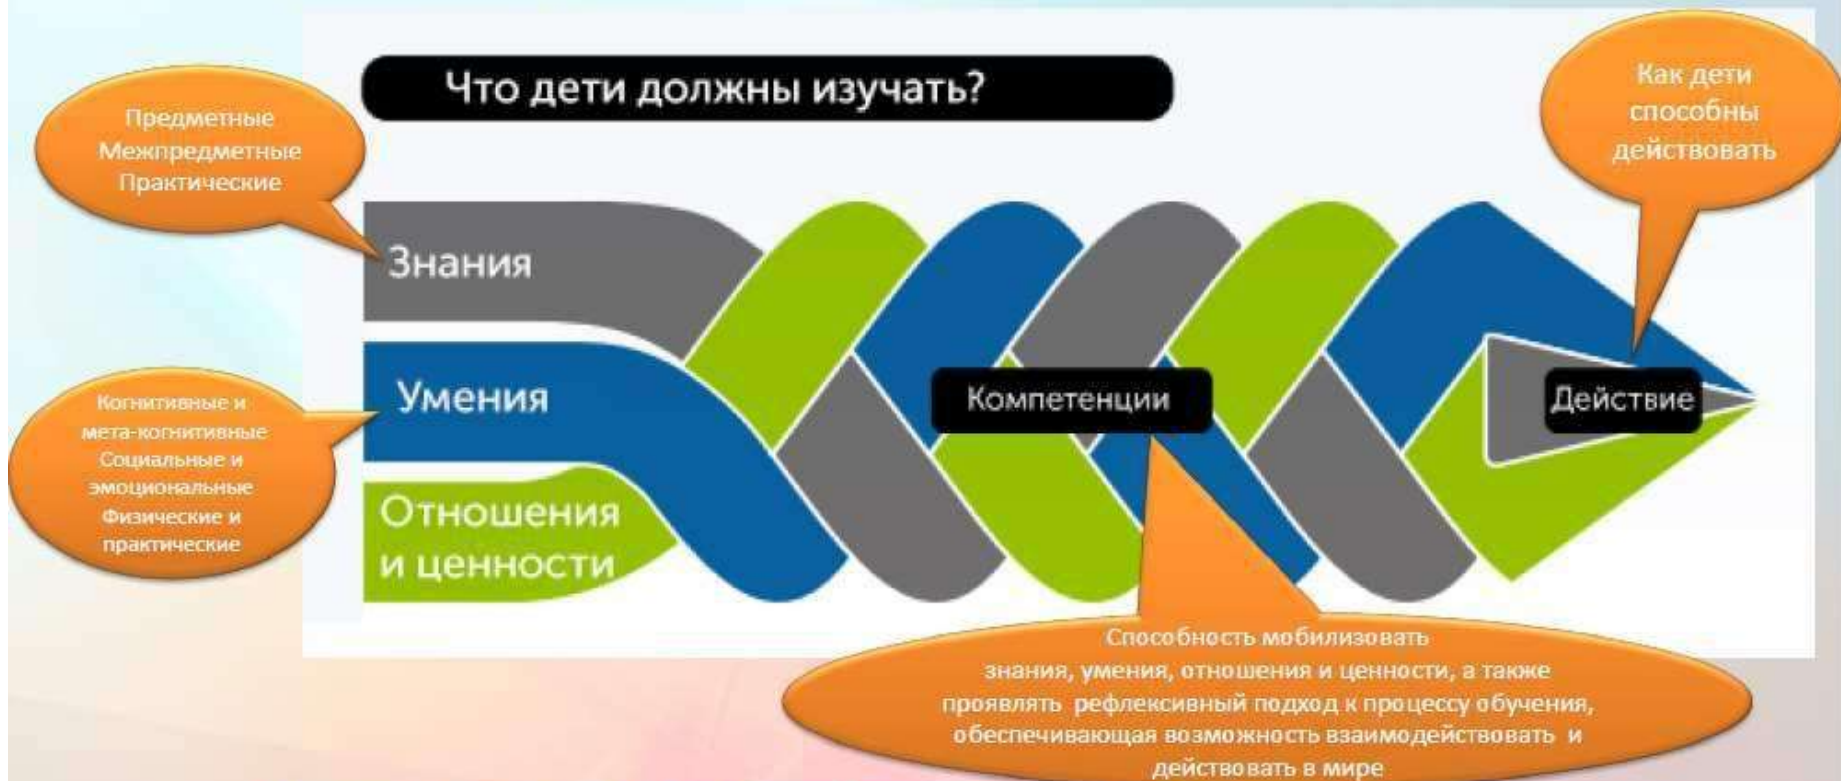 Что дети должны изучать?
Предметные
Межпредметные
Практические
Как дети
способны
действовать
Знания
Умения
Когнитивные и
мета-когнитивные
Социальные и
эмоциональные
Физические и
практические
Отношения
и ценности
Компетенции
Действие
Способность мобилизовать
знания, умения, отношения и ценности, а также
проявлять рефлексивный подход к процессу обучения,
обеспечивающая возможность взаимодействовать и
действовать в мире